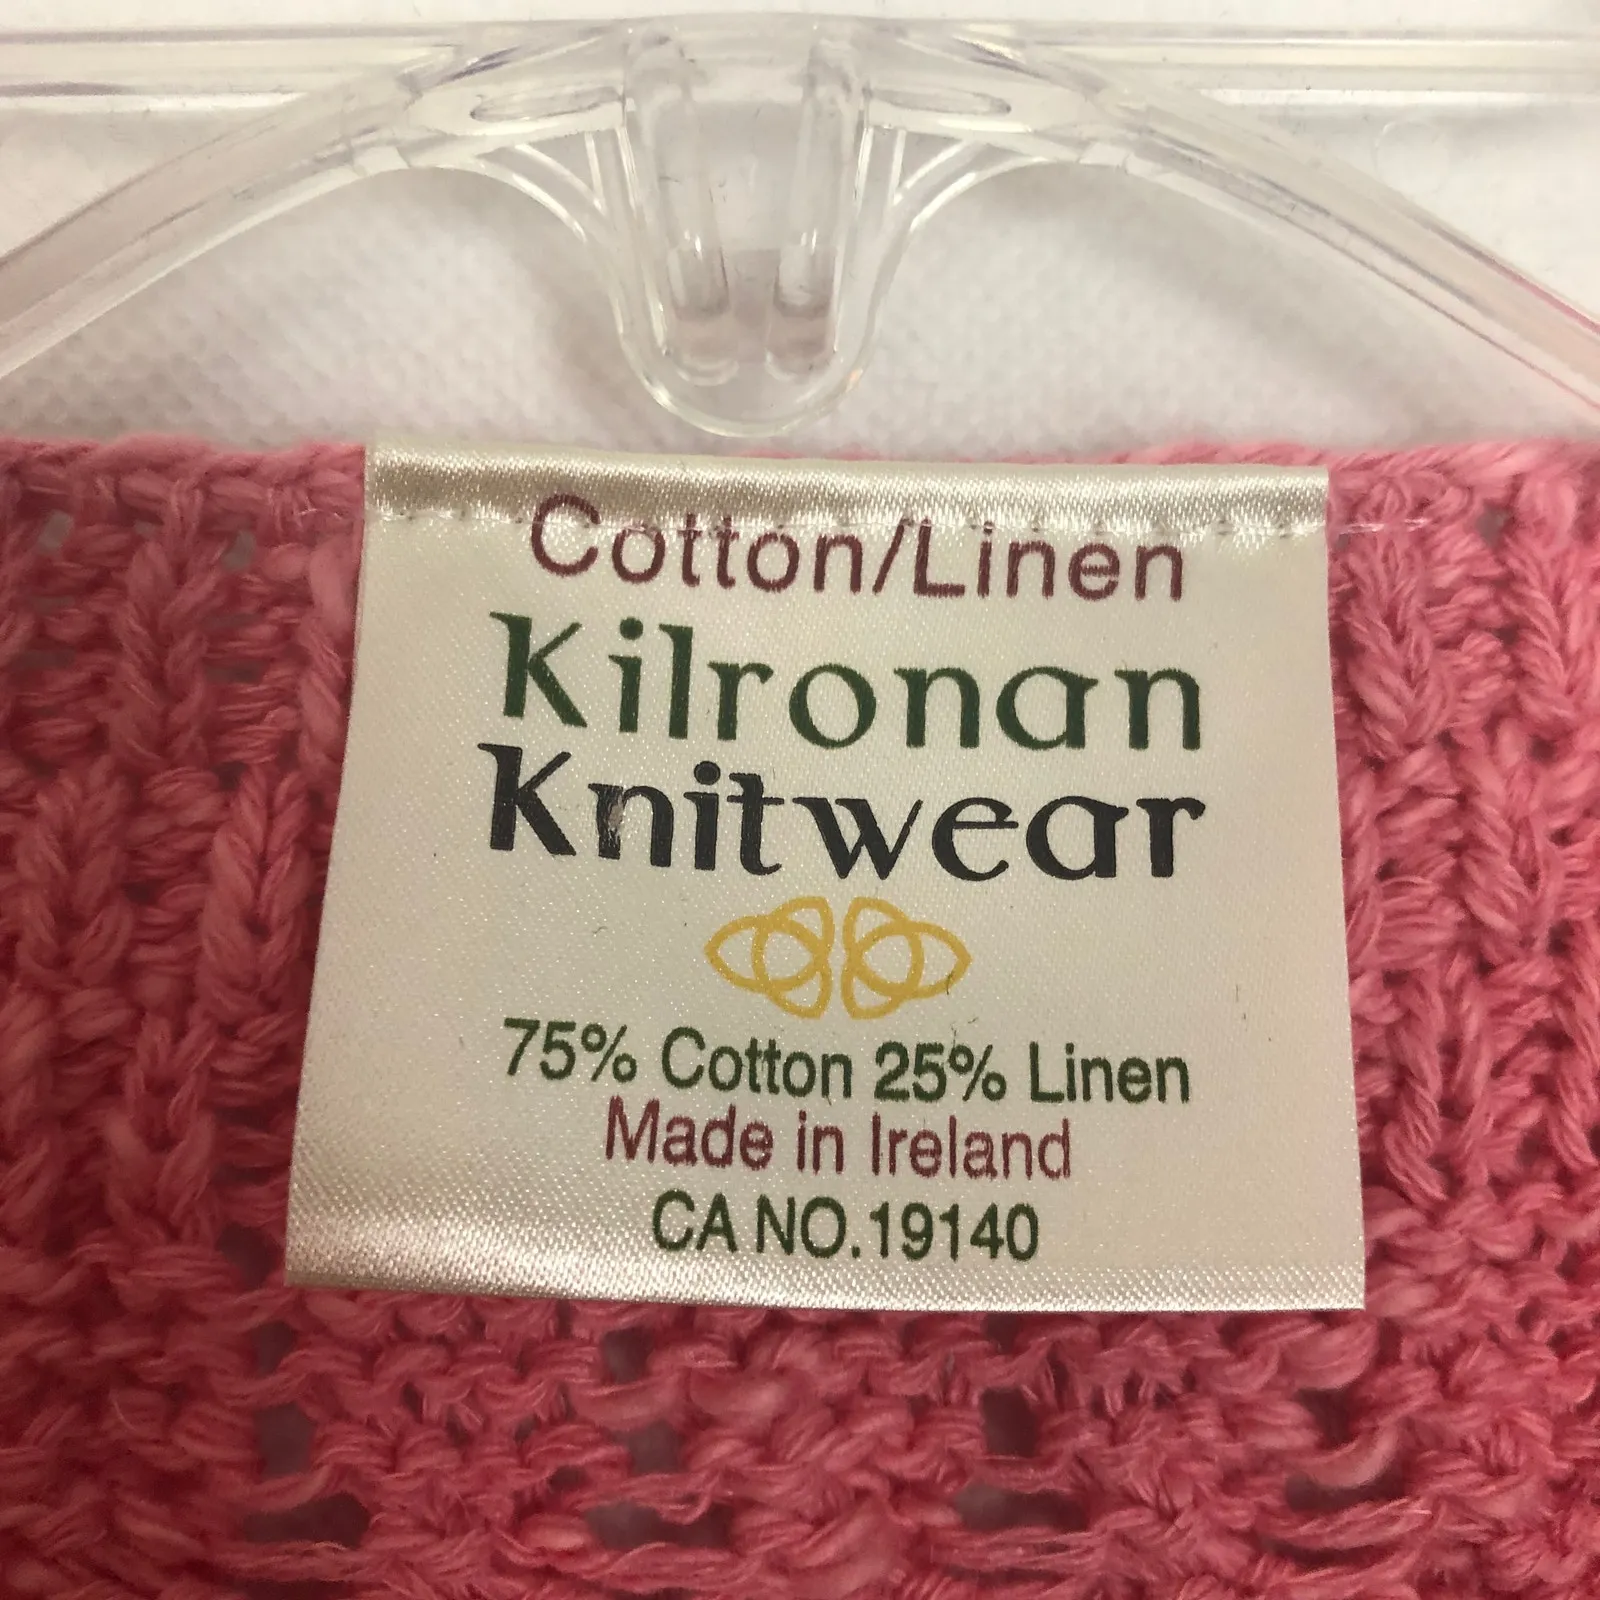 Cotton/Linen
Kilronan
Knitwear
75% Cotton 25% Linen
Made in Ireland
CA NO.19140